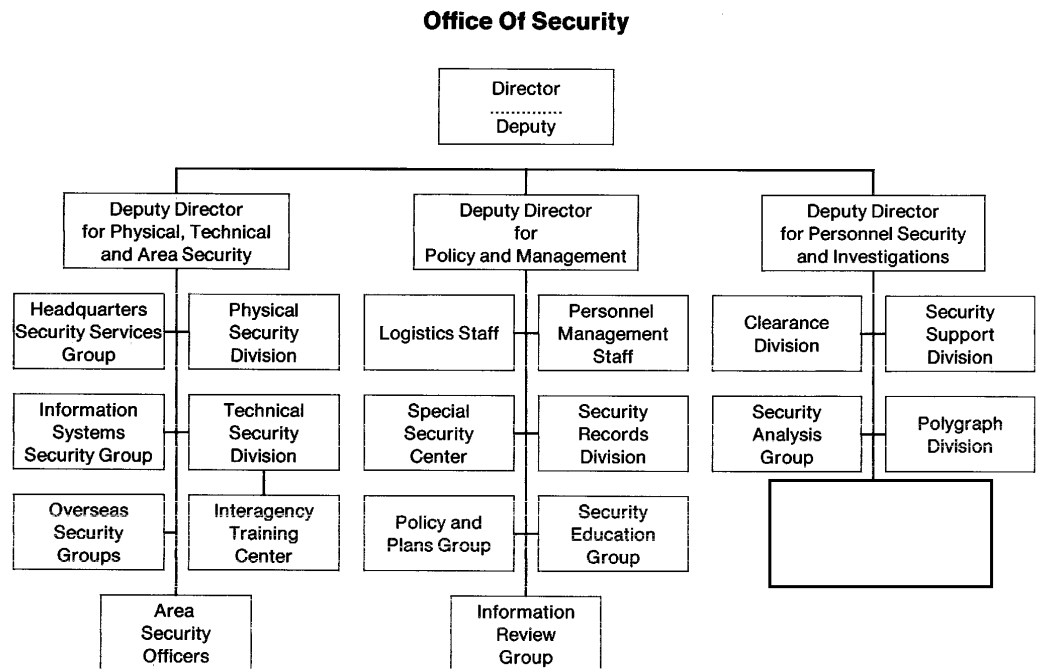 Office Of Security
Director
Deputy
Deputy Director
for Physical, Technical
and Area Security
Deputy Director
for
Policy and Management
Deputy Director
for Personnel Security
and Investigations
Headquarters
Security Services
Group
Physical
Security
Division
Logistics Staff
Personnel
Management
Staff
Clearance
Division
Security
Support
Division
Information
Systems
Security Group
Technical
Security
Division
Special
Security
Center
Security
Records
Division
Security
Analysis
Group
Polygraph
Division
Overseas
Security
Groups
Interagency
Training
Center
Policy and
Plans Group
Security
Education
Group
Area
Security
Officers
Information
Review
Group